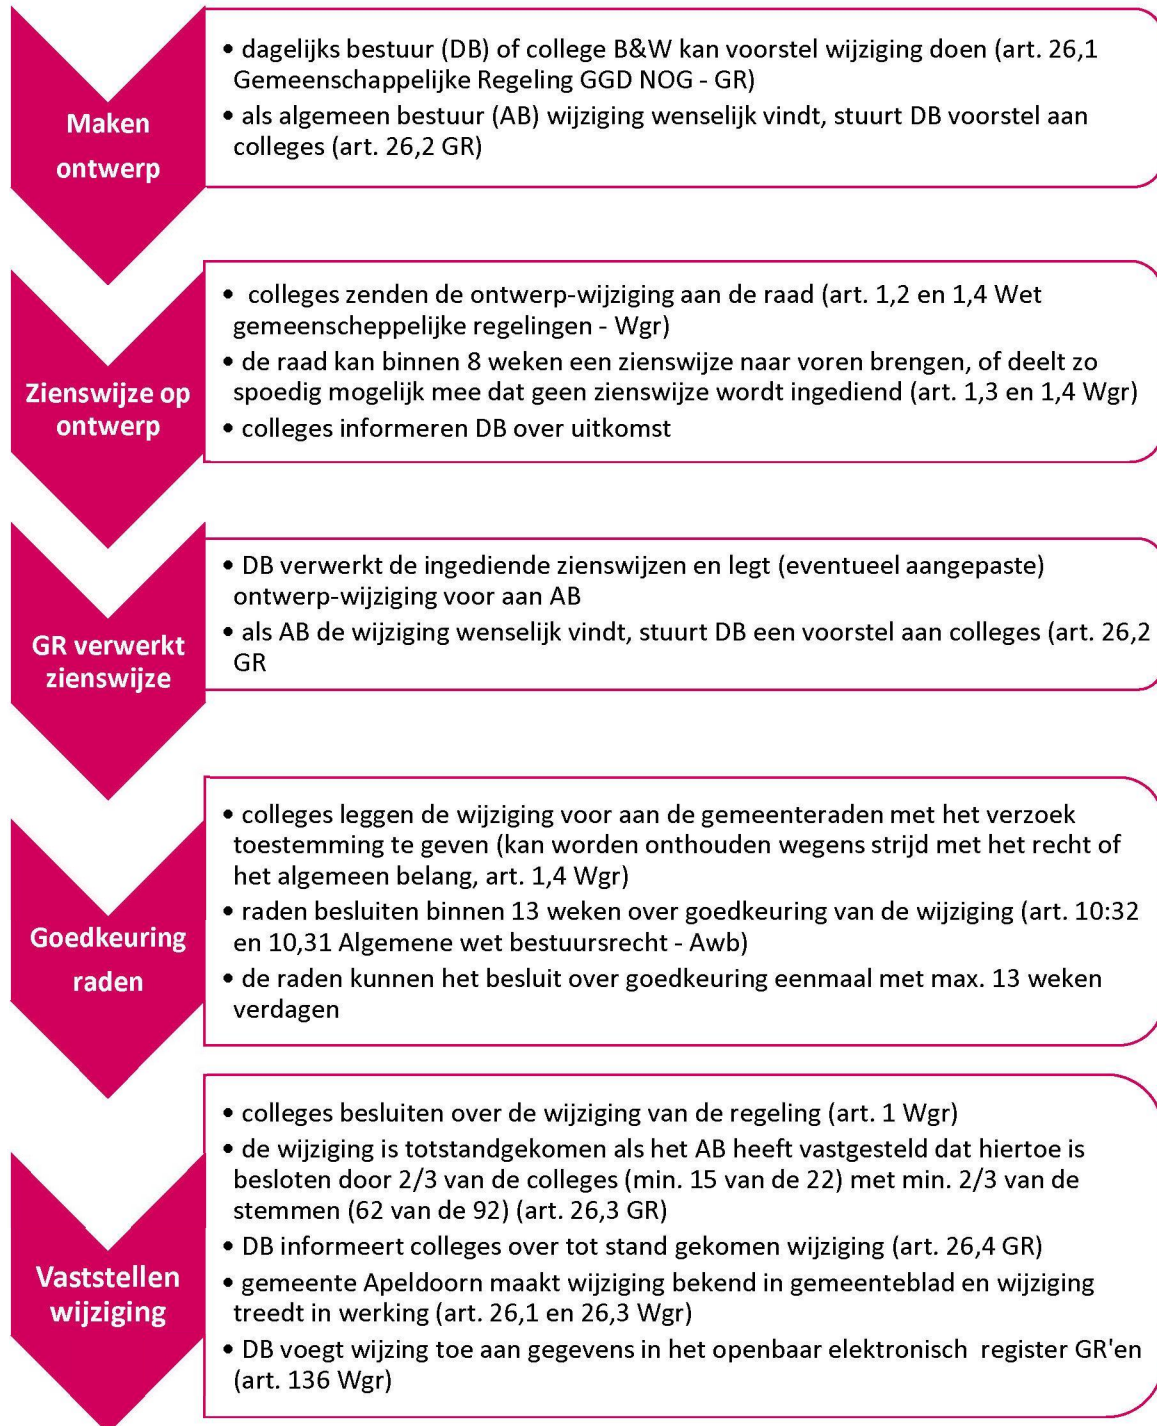 Maken
ontwerp
• dagelijks bestuur (DB) of college B&W kan voorstel wijziging doen (art. 26,1
Gemeenschappelijke Regeling GGD NOG - GR)
• als algemeen bestuur (AB) wijziging wenselijk vindt, stuurt DB voorstel aan
colleges (art. 26,2 GR)
Zienswijze op
ontwerp
• colleges zenden de ontwerp-wijziging aan de raad (art. 1,2 en 1,4 Wet
gemeenscheppelijke regelingen - Wgr)
• de raad kan binnen 8 weken een zienswijze naar voren brengen, of deelt zo
spoedig mogelijk mee dat geen zienswijze wordt ingediend (art. 1,3 en 1,4 Wgr)
• colleges informeren DB over uitkomst
GR verwerkt
zienswijze
• DB verwerkt de ingediende zienswijzen en legt (eventueel aangepaste)
ontwerp-wijziging voor aan AB
• als AB de wijziging wenselijk vindt, stuurt DB een voorstel aan colleges (art. 26,2
GR
Goedkeuring
raden
• colleges leggen de wijziging voor aan de gemeenteraden met het verzoek
toestemming te geven (kan worden onthouden wegens strijd met het recht of
het algemeen belang, art. 1,4 Wgr)
• raden besluiten binnen 13 weken over goedkeuring van de wijziging (art. 10:32
en 10,31 Algemene wet bestuursrecht - Awb)
• de raden kunnen het besluit over goedkeuring eenmaal met max. 13 weken
verdagen
Vaststellen
wijziging
• colleges besluiten over de wijziging van de regeling (art. 1 Wgr)
• de wijziging is totstandgekomen als het AB heeft vastgesteld dat hiertoe is
besloten door 2/3 van de colleges (min. 15 van de 22) met min. 2/3 van de
stemmen (62 van de 92) (art. 26,3 GR)
• DB informeert colleges over tot stand gekomen wijziging (art. 26,4 GR)
• gemeente Apeldoorn maakt wijziging bekend in gemeenteblad en wijziging
treedt in werking (art. 26,1 en 26,3 Wgr)
• DB voegt wijzing toe aan gegevens in het openbaar elektronisch register GR'en
(art. 136 Wgr)